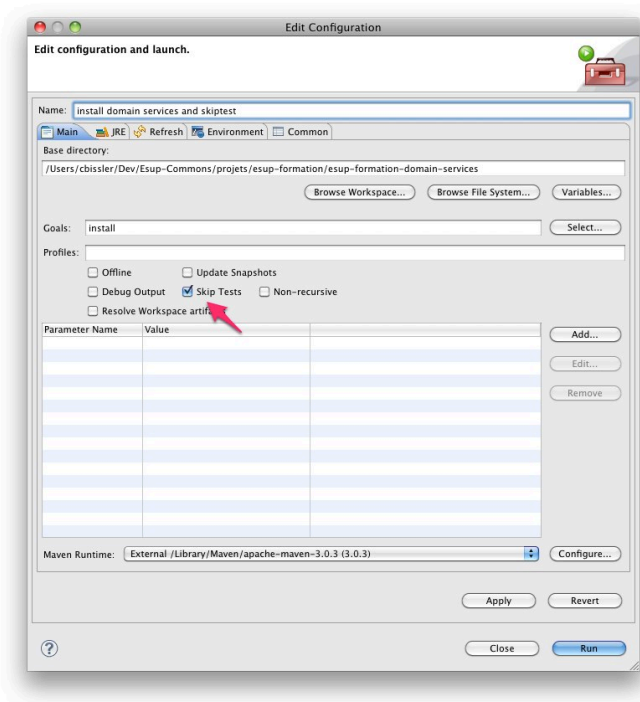 Edit Configuration
Edit configuration and launch.
Name: install domain services and skiptest
Main JRE Refresh Environment Common
Base directory:
/Users/cbissler/Dev/Esup-Commons/projets/esup-formation/esup-formation-domain-services
Browse Workspace... Browse File System... Variables...
Goals: install Select...
Profiles:
Offline Update Snapshots
Debug Output Skip Tests Non-recursive
Resolve Workspace
Parameter Name Value
Add...
Edit...
Remove
Maven Runtime: External /Library/Maven/apache-maven-3.0.3 (3.0.3) Configure...
Apply Revert
? Close Run